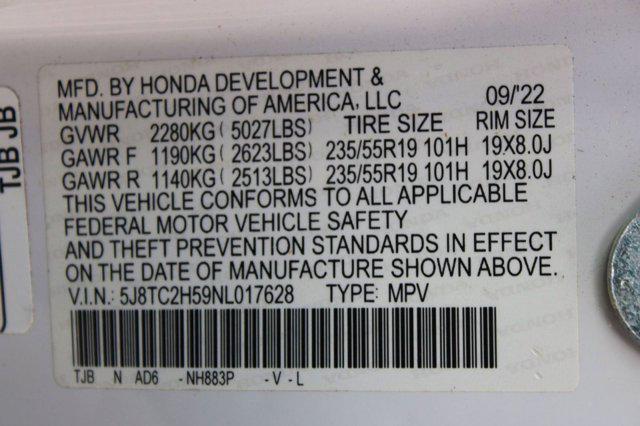 MFD. BY HONDA DEVELOPMENT &
MANUFACTURING OF AMERICA, LLC 09/'22
GVWR 2280KG ( 5027LBS) TIRE SIZE RIM SIZE
GAWR F 1190KG ( 2623LBS) 235/55R19 101H 19X8.0J
GAWR R 1140KG ( 2513LBS) 235/55R19 101H 19X8.0J
THIS VEHICLE CONFORMS TO ALL APPLICABLE
FEDERAL MOTOR VEHICLE SAFETY
AND THEFT PREVENTION STANDARDS IN EFFECT
ON THE DATE OF MANUFACTURE SHOWN ABOVE.
V.I.N.: 5J8TC2H59NL017628 TYPE: MPV
TJB N AD6 -NH883P -V-L
TJB JB